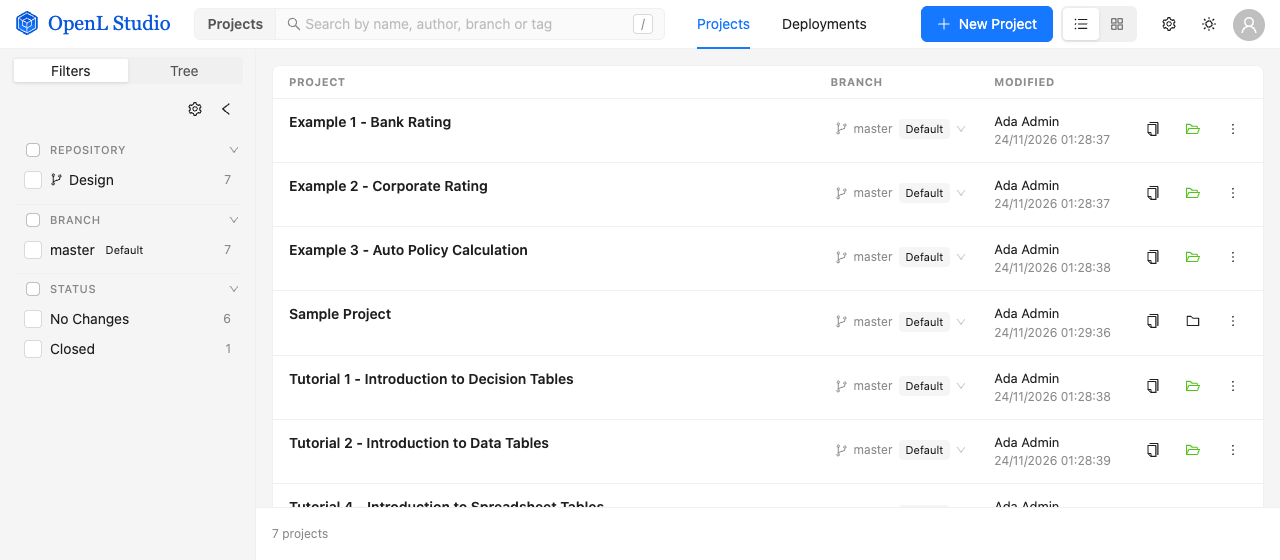 OpenL Studio
Projects
Search by name, author, branch or tag
/
Projects
Deployments
New Project
Filters
Tree
REPOSITORY
Design 7
BRANCH
master Default 7
STATUS
No Changes 6
Closed 1
PROJECT BRANCH MODIFIED
Example 1 - Bank Rating
master Default
Ada Admin
24/11/2026 01:28:37
Example 2 - Corporate Rating
master Default
Ada Admin
24/11/2026 01:28:37
Example 3 - Auto Policy Calculation
master Default
Ada Admin
24/11/2026 01:28:38
Sample Project
master Default
Ada Admin
24/11/2026 01:29:36
Tutorial 1 - Introduction to Decision Tables
master Default
Ada Admin
24/11/2026 01:28:38
Tutorial 2 - Introduction to Data Tables
master Default
Ada Admin
24/11/2026 01:28:39
Tutorial 4 - Introduction to Spreadsheet Tables
Ada Admin
7 projects